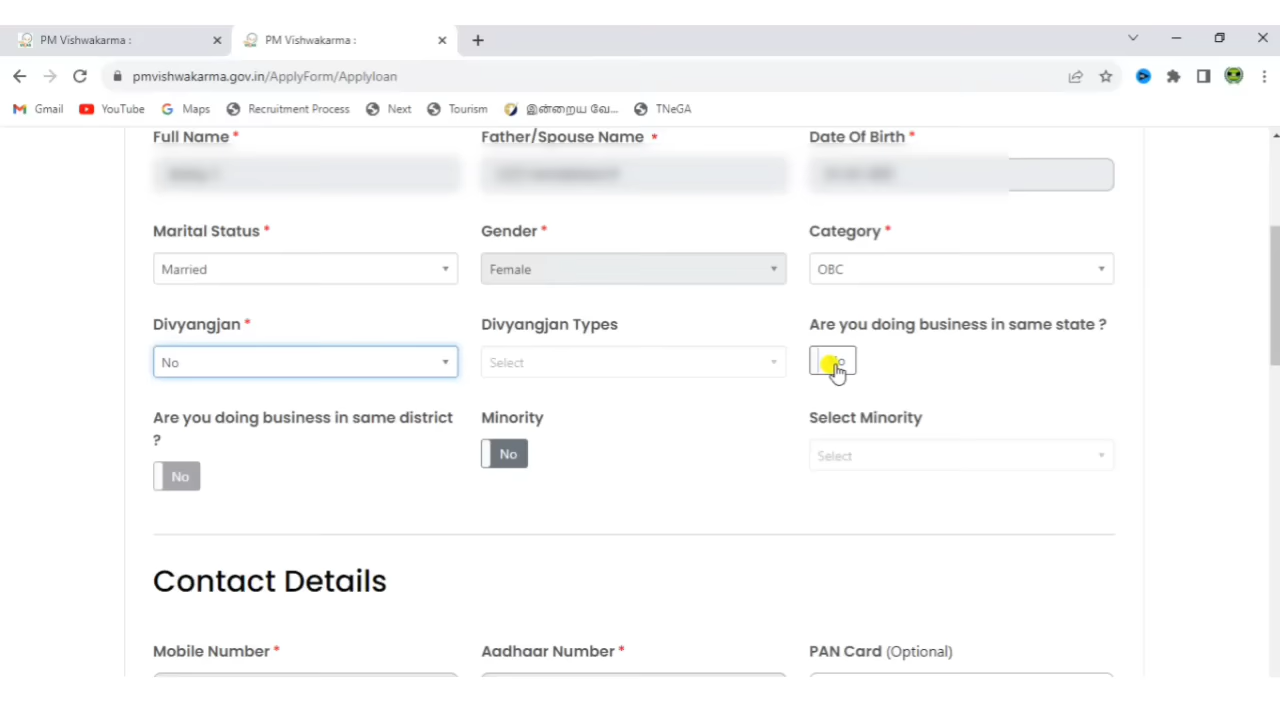 PM Vishwakarma :
PM Vishwakarma :
pmvishwakarma.gov.in/ApplyForm/Applyloan
Gmail YouTube Maps Recruitment Process Next Tourism இன்றைய வே... TNeGA
Full Name * Father/Spouse Name * Date Of Birth *
Marital Status * Gender * Category *
Married Female OBC
Divyangjan * Divyangjan Types Are you doing business in same state ?
No Select
Are you doing business in same district ? Minority Select Minority
No No Select
Contact Details
Mobile Number * Aadhaar Number * PAN Card (Optional)